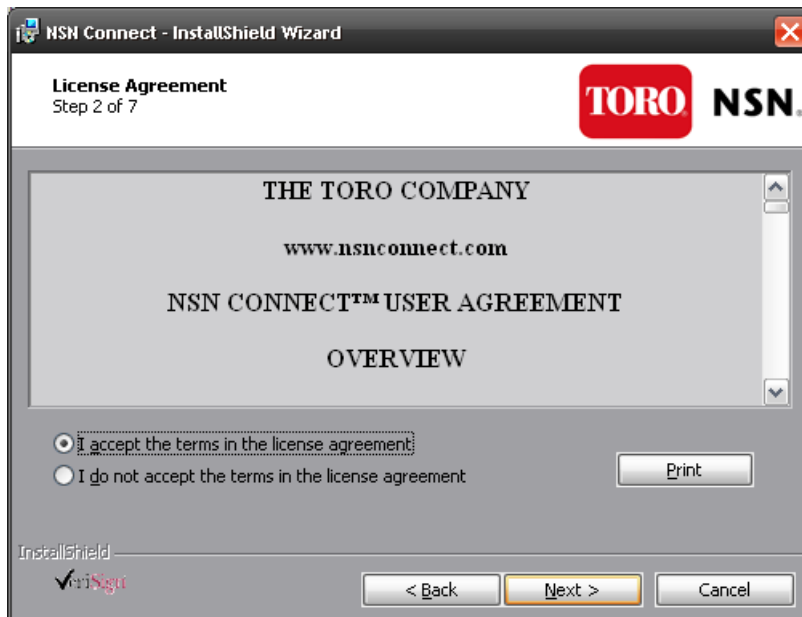 NSN Connect - InstallShield Wizard
License Agreement
Step 2 of 7
TORO
NSN®
THE TORO COMPANY
www.nsnconnect.com
NSN CONNECT™ USER AGREEMENT
OVERVIEW
I accept the terms in the license agreement
I do not accept the terms in the license agreement
Print
InstallShield
VeriSign
< Back
Next >
Cancel